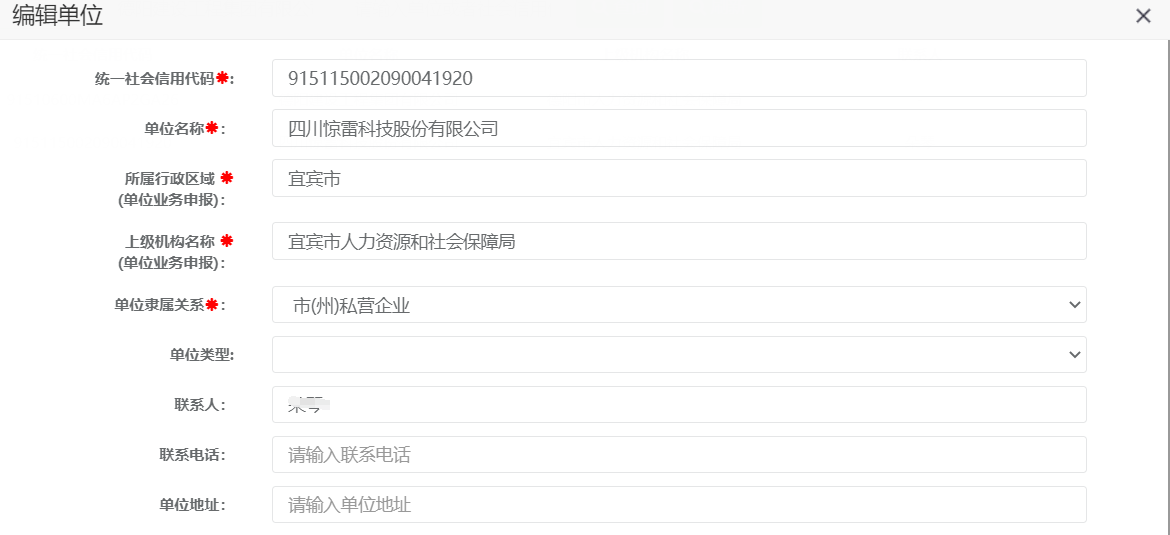 编辑单位
统一社会信用代码*: 915115002090041920
单位名称*: 四川惊雷科技股份有限公司
所属行政区域 * 宜宾市
(单位业务申报):
上级机构名称 * 宜宾市人力资源和社会保障局
(单位业务申报):
单位隶属关系*: 市(州)私营企业
单位类型:
联系人:
联系电话: 请输入联系电话
单位地址: 请输入单位地址